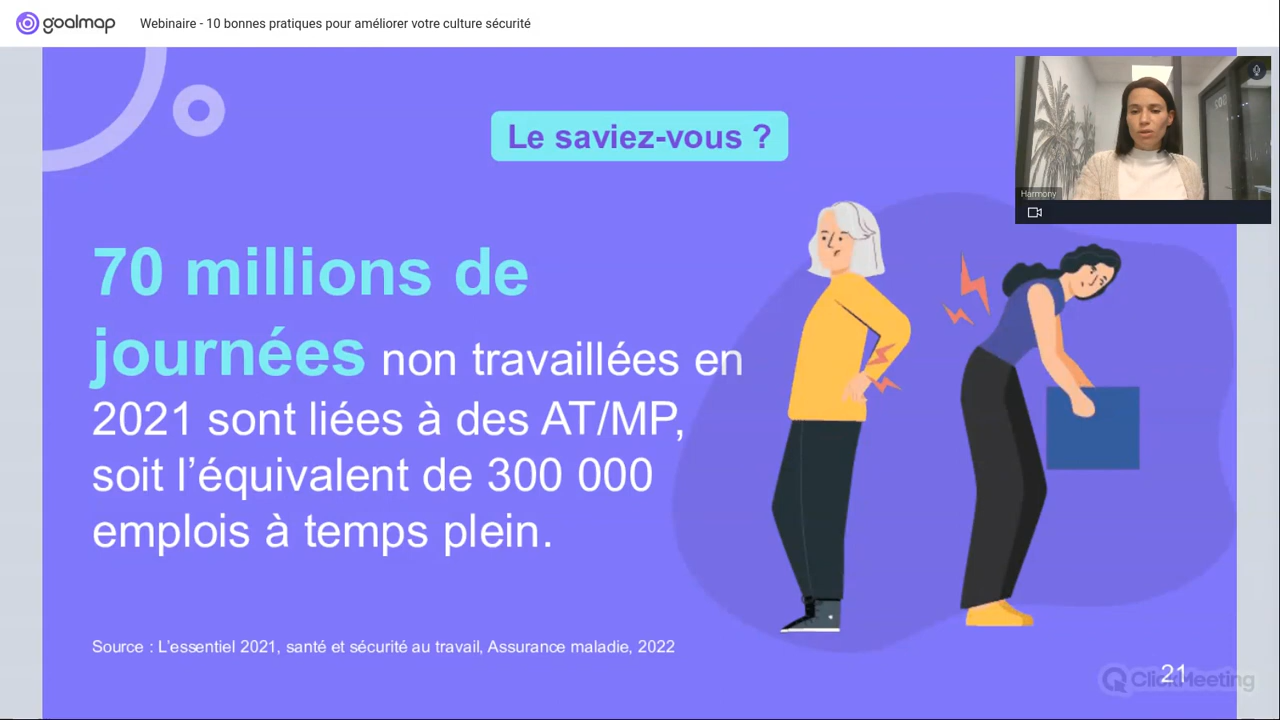 goalmap
Webinaire - 10 bonnes pratiques pour améliorer votre culture sécurité
Le saviez-vous ?
Harmony
70 millions de
journées non travaillées en
2021 sont liées à des AT/MP,
soit l’équivalent de 300 000
emplois à temps plein.
Source : L’essentiel 2021, santé et sécurité au travail, Assurance maladie, 2022
21
ClickMeeting